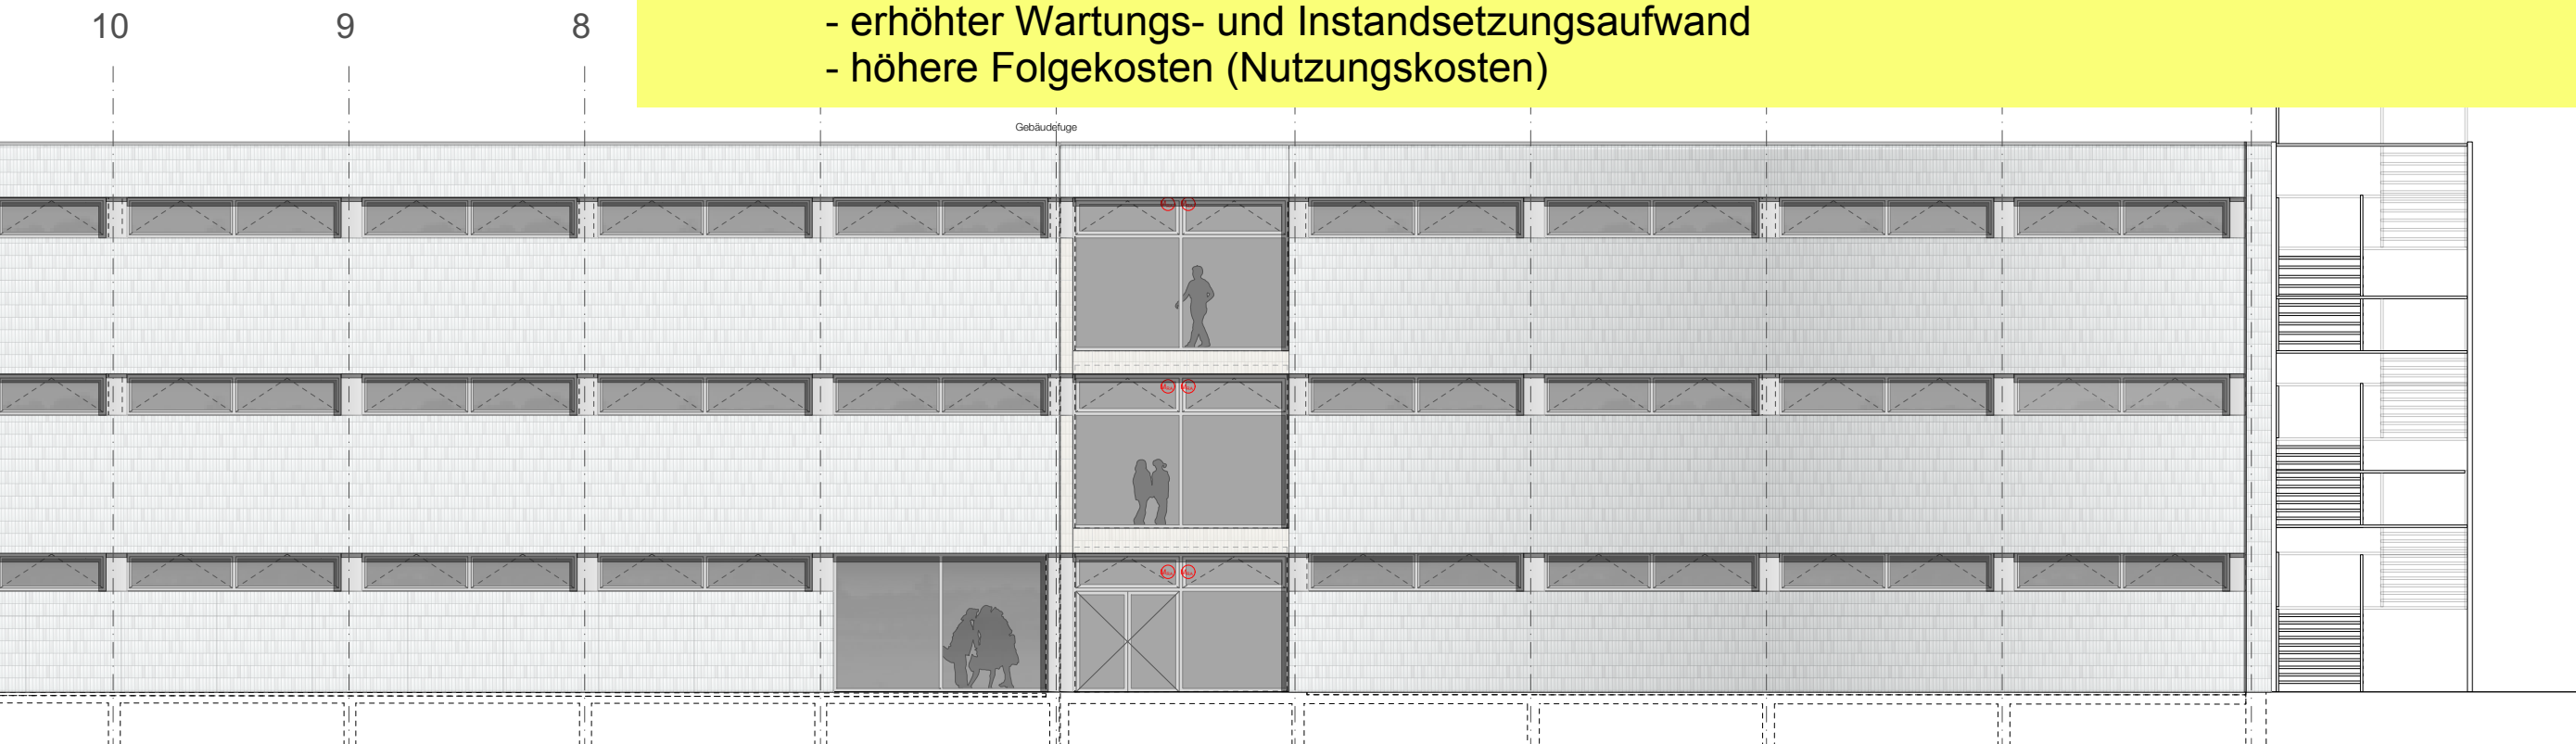 - erhöhter Wartungs- und Instandsetzungsaufwand
- höhere Folgekosten (Nutzungskosten)
10 9 8
Gebäudefuge